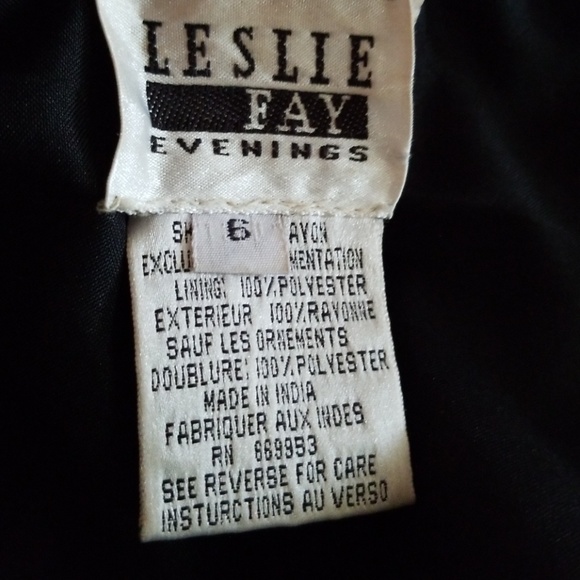 LESLIE
FAY
EVENINGS
6
LINING: 100%POLYESTER
EXTERIEUR 100%RAYONNE
SAUF LES ORNEMENTS
DOUBLURE: 100%POLYESTER
MADE IN INDIA
FABRIQUER AUX INDES
RN 669953
SEE REVERSE FOR CARE
INSTURCTIONS AU VERSO